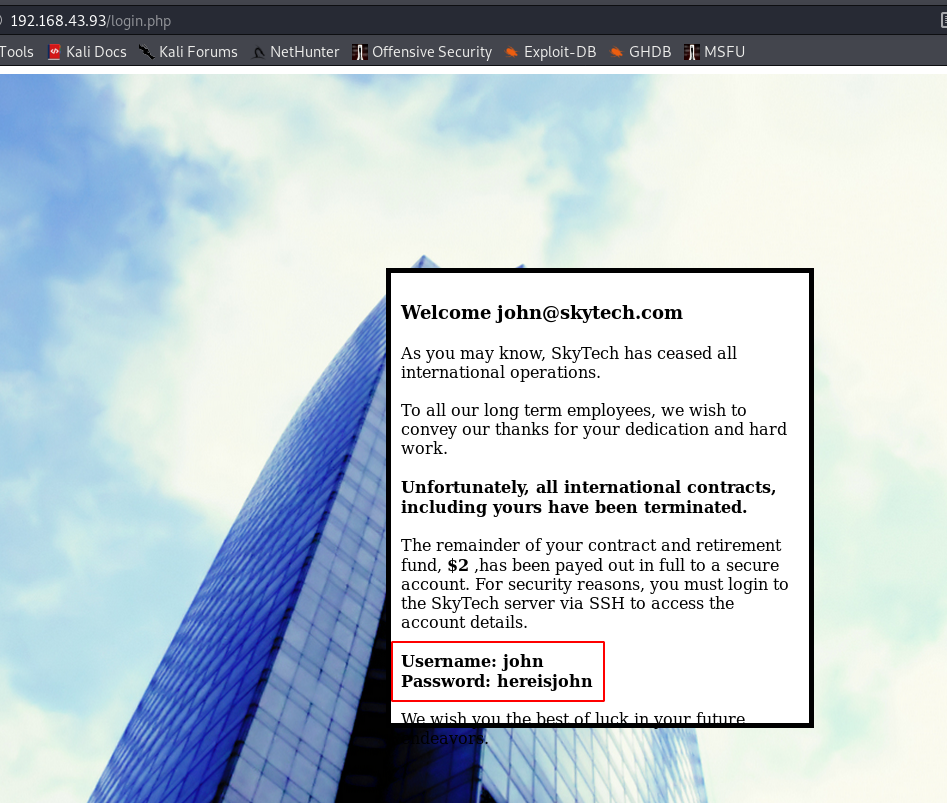 192.168.43.93/login.php
Tools Kali Docs Kali Forums NetHunter Offensive Security Exploit-DB GHDB MSFU
Welcome john@skytech.com
As you may know, SkyTech has ceased all
international operations.
To all our long term employees, we wish to
convey our thanks for your dedication and hard
work.
Unfortunately, all international contracts,
including yours have been terminated.
The remainder of your contract and retirement
fund, $2 ,has been payed out in full to a secure
account. For security reasons, you must login to
the SkyTech server via SSH to access the
account details.
Username: john
Password: hereisjohn
We wish you the best of luck in your future
endeavors.